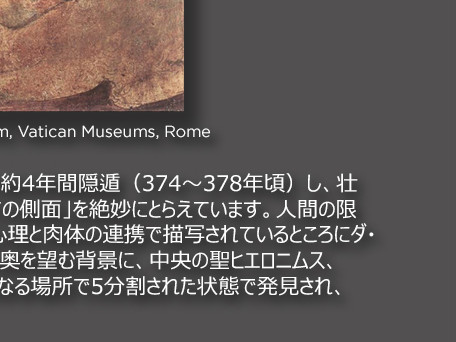 m, Vatican Museums, Rome
約4年間隠遁（374〜378年頃）し、壮
ての側面」を絶妙にとらえています。人間の限
心理と肉体の連携で描写されているところにダ・
奥を望む背景に、中央の聖ヒエロニムス、
なる場所で5分割された状態で発見され、